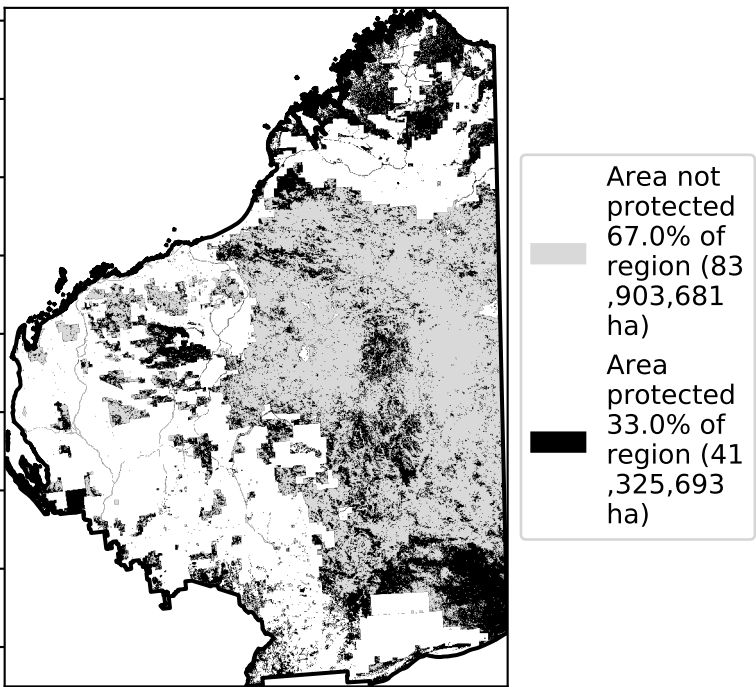 Area not
protected
67.0% of
region (83
,903,681
ha)
Area
protected
33.0% of
region (41
,325,693
ha)